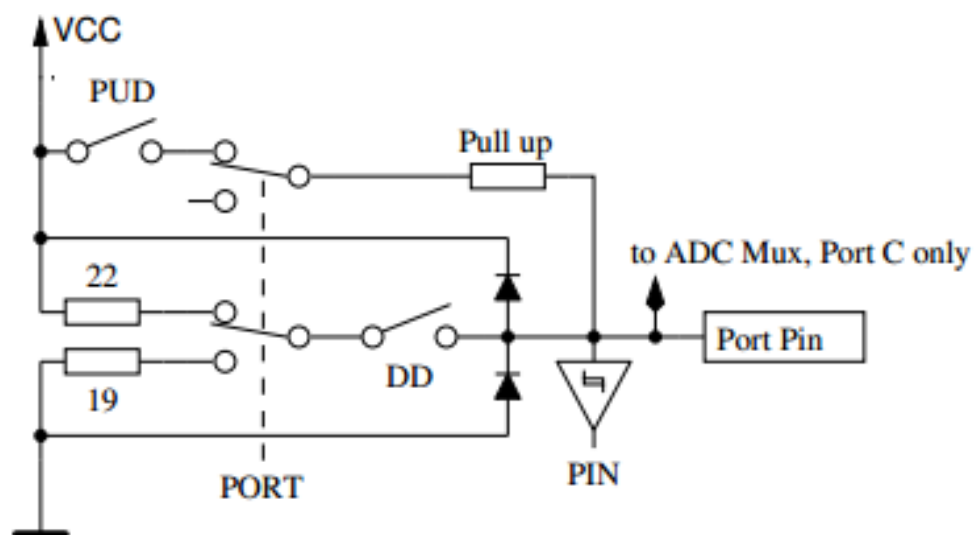 VCC
PUD
Pull up
to ADC Mux, Port C only
22
Port Pin
DD
19
PIN
PORT